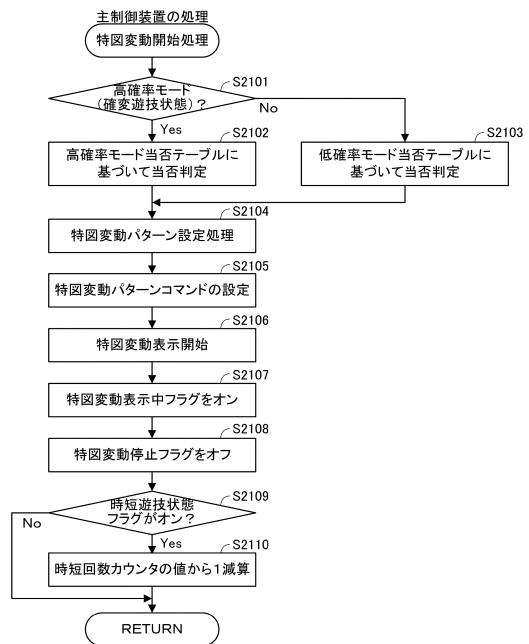 主制御装置の処理
特図変動開始処理
S2101
高確率モード
(確変遊技状態)？
No
Yes
S2102
高確率モード当否テーブルに
基づいて当否判定
S2103
低確率モード当否テーブルに
基づいて当否判定
S2104
特図変動パターン設定処理
S2105
特図変動パターンコマンドの設定
S2106
特図変動表示開始
S2107
特図変動表示中フラグをオン
S2108
特図変動停止フラグをオフ
S2109
時短遊技状態
フラグがオン？
No
Yes
S2110
時短回数カウンタの値から１減算
RETURN